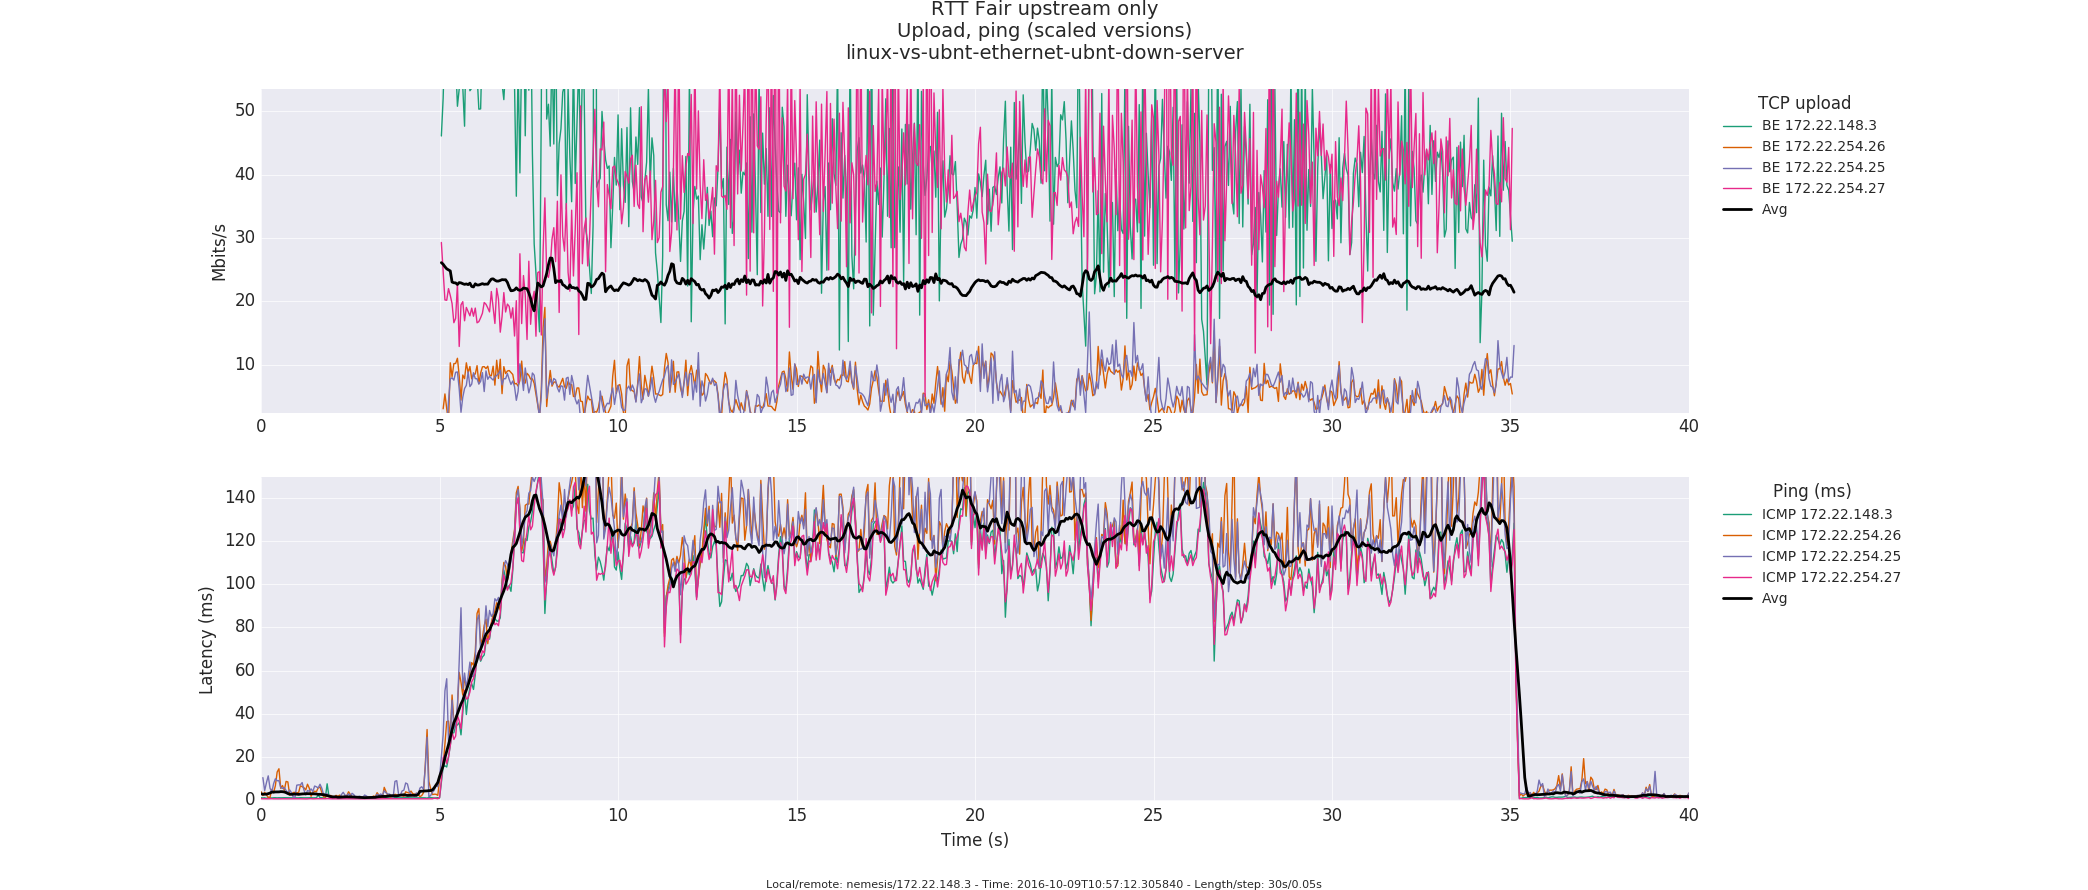 RTT Fair upstream only
Upload, ping (scaled versions)
linux-vs-ubnt-ethernet-ubnt-down-server
Mbits/s
50
40
30
20
10
0 5 10 15 20 25 30 35 40
TCP upload
BE 172.22.148.3
BE 172.22.254.26
BE 172.22.254.25
BE 172.22.254.27
Avg
Latency (ms)
140
120
100
80
60
40
20
0
0 5 10 15 20 25 30 35 40
Time (s)
Ping (ms)
ICMP 172.22.148.3
ICMP 172.22.254.26
ICMP 172.22.254.25
ICMP 172.22.254.27
Avg
Local/remote: nemesis/172.22.148.3 - Time: 2016-10-09T10:57:12.305840 - Length/step: 30s/0.05s